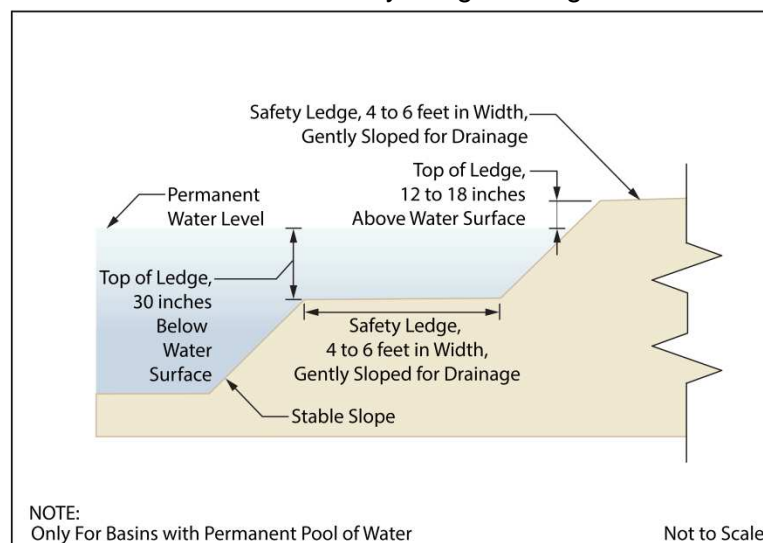 Safety Ledge, 4 to 6 feet in Width,
Gently Sloped for Drainage
Top of Ledge,
12 to 18 inches
Above Water Surface
Permanent
Water Level
Top of Ledge,
30 inches
Below
Water
Surface
Safety Ledge,
4 to 6 feet in Width,
Gently Sloped for Drainage
Stable Slope
NOTE:
Only For Basins with Permanent Pool of Water
Not to Scale